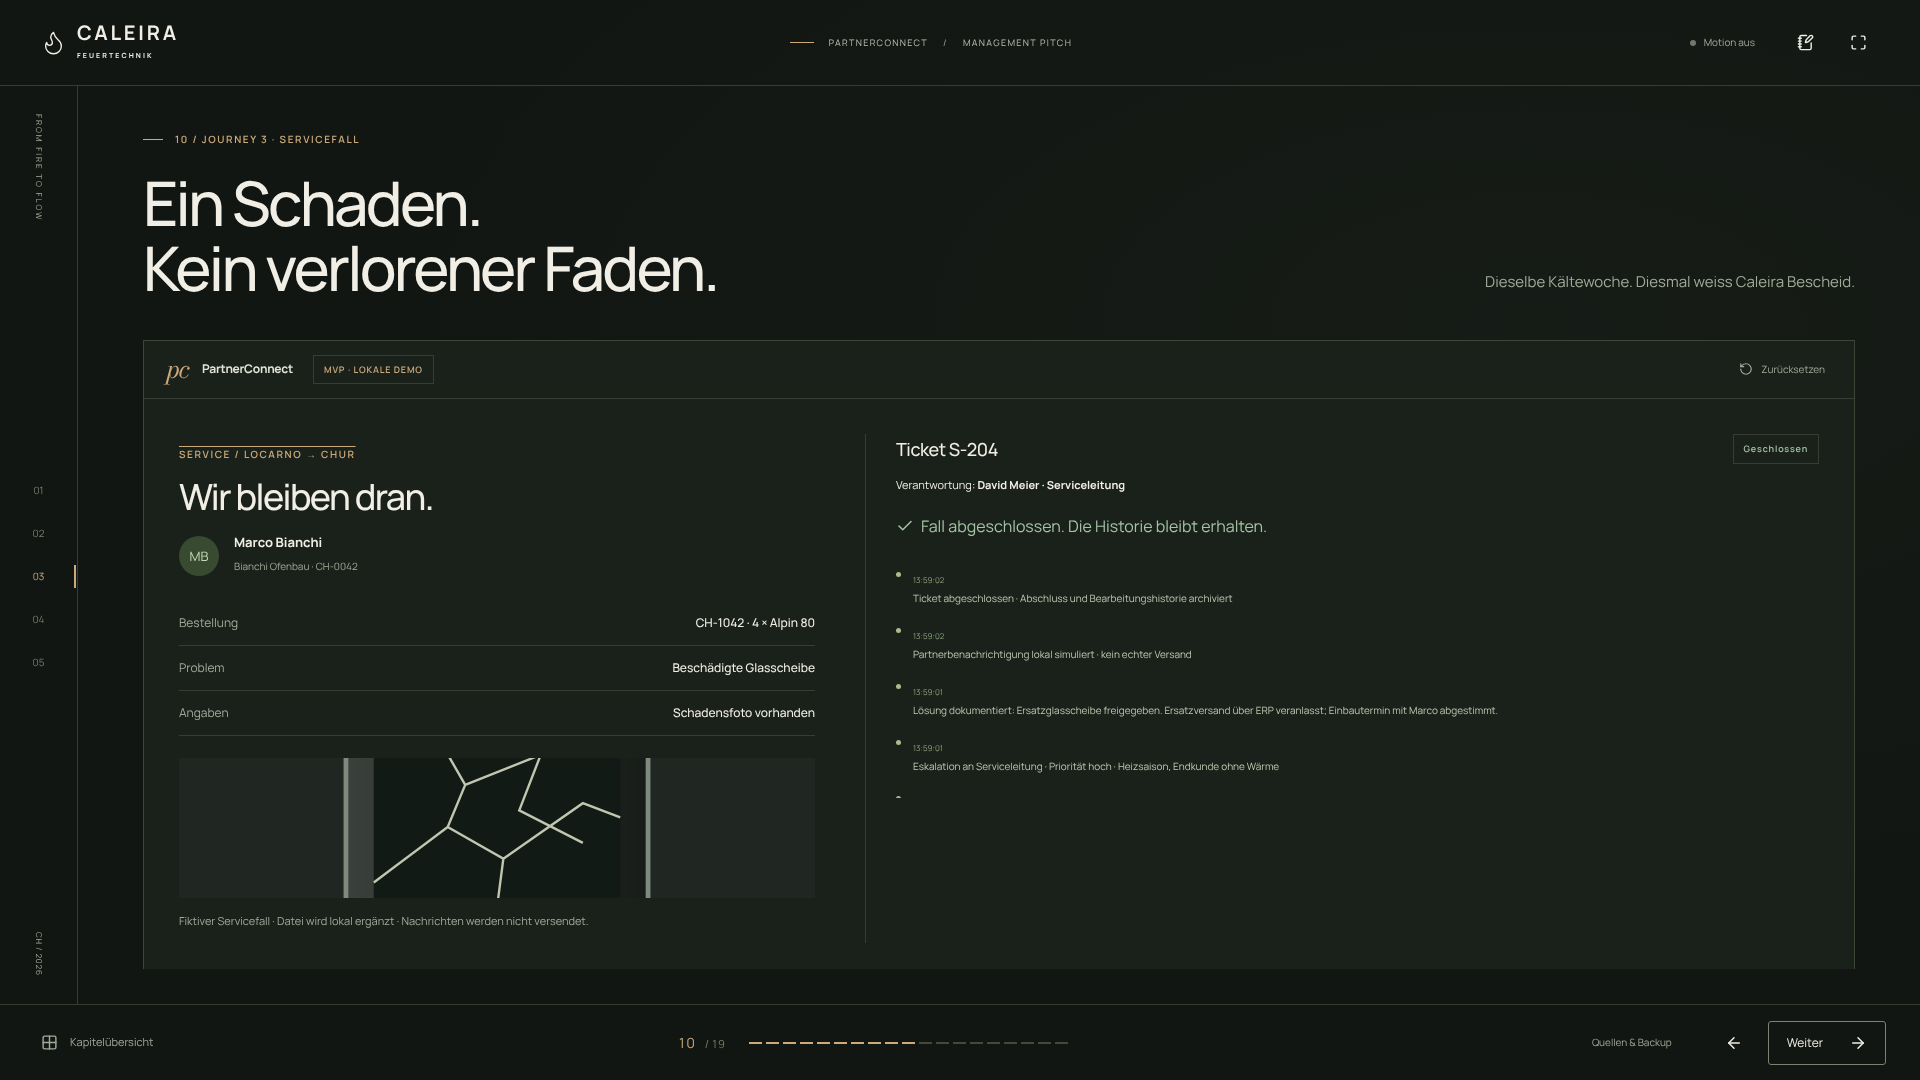 CALEIRA
FEUERTECHNIK
PARTNERCONNECT / MANAGEMENT PITCH
Motion aus
FROM FIRE TO FLOW
01
02
03
04
05
CH / 2026
10 / JOURNEY 3 · SERVICEFALL
Ein Schaden.
Kein verlorener Faden.
Dieselbe Kältewoche. Diesmal weiss Caleira Bescheid.
pc PartnerConnect
MVP · LOKALE DEMO
Zurücksetzen
SERVICE / LOCARNO → CHUR
Wir bleiben dran.
MB
Marco Bianchi
Bianchi Ofenbau · CH-0042
Bestellung CH-1042 · 4 × Alpin 80
Problem Beschädigte Glasscheibe
Angaben Schadensfoto vorhanden
Fiktiver Servicefall · Datei wird lokal ergänzt · Nachrichten werden nicht versendet.
Ticket S-204
Geschlossen
Verantwortung: David Meier · Serviceleitung
Fall abgeschlossen. Die Historie bleibt erhalten.
13:59:02
Ticket abgeschlossen · Abschluss und Bearbeitungshistorie archiviert
13:59:02
Partnerbenachrichtigung lokal simuliert · kein echter Versand
13:59:01
Lösung dokumentiert: Ersatzglasscheibe freigegeben. Ersatzversand über ERP veranlasst; Einbautermin mit Marco abgestimmt.
13:59:01
Eskalation an Serviceleitung · Priorität hoch · Heizsaison, Endkunde ohne Wärme
Kapitelübersicht
10 / 19
Quellen & Backup
Weiter